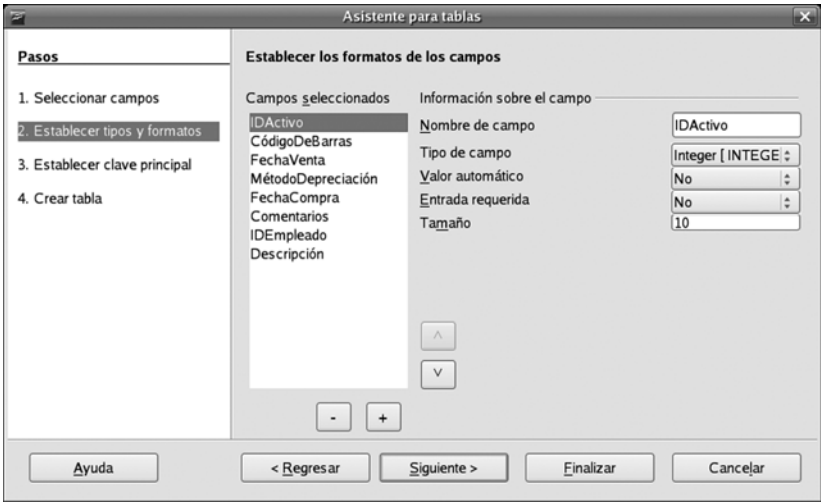 Asistente para tablas
Pasos
1. Seleccionar campos
2. Establecer tipos y formatos
3. Establecer clave principal
4. Crear tabla
Establecer los formatos de los campos
Campos seleccionados
IDActivo
CódigoDeBarras
FechaVenta
MétodoDepreciación
FechaCompra
Comentarios
IDEmpleado
Descripción
- +
Información sobre el campo
Nombre de campo IDActivo
Tipo de campo Integer [ INTEGE
Valor automático No
Entrada requerida No
Tamaño 10
Ayuda < Regresar Siguiente > Finalizar Cancelar